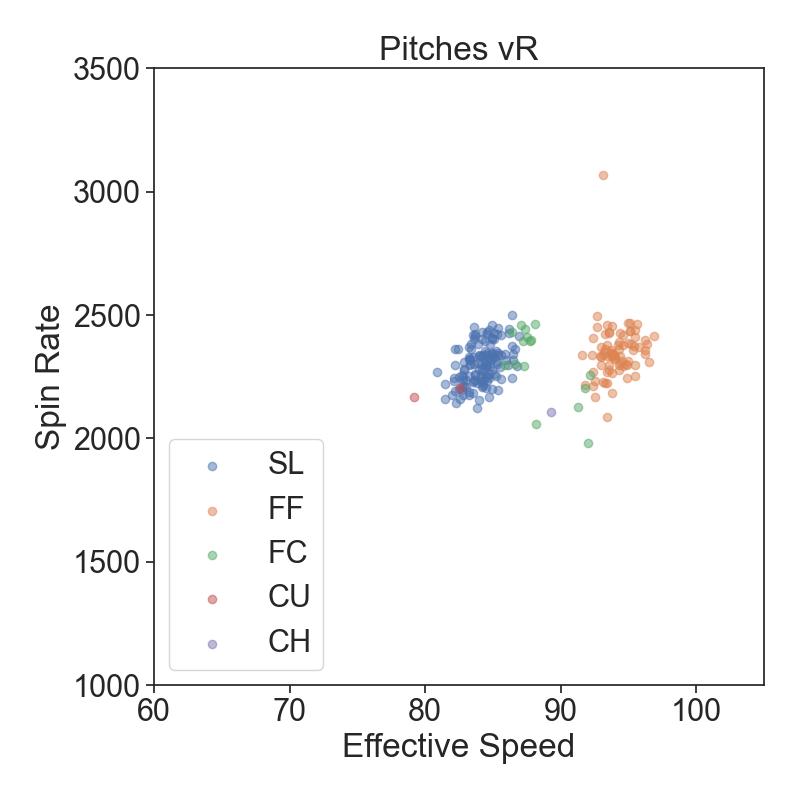 Pitches vR
3500
3000
2500
2000
1500
1000
Spin Rate
SL
FF
FC
CU
CH
60 70 80 90 100
Effective Speed